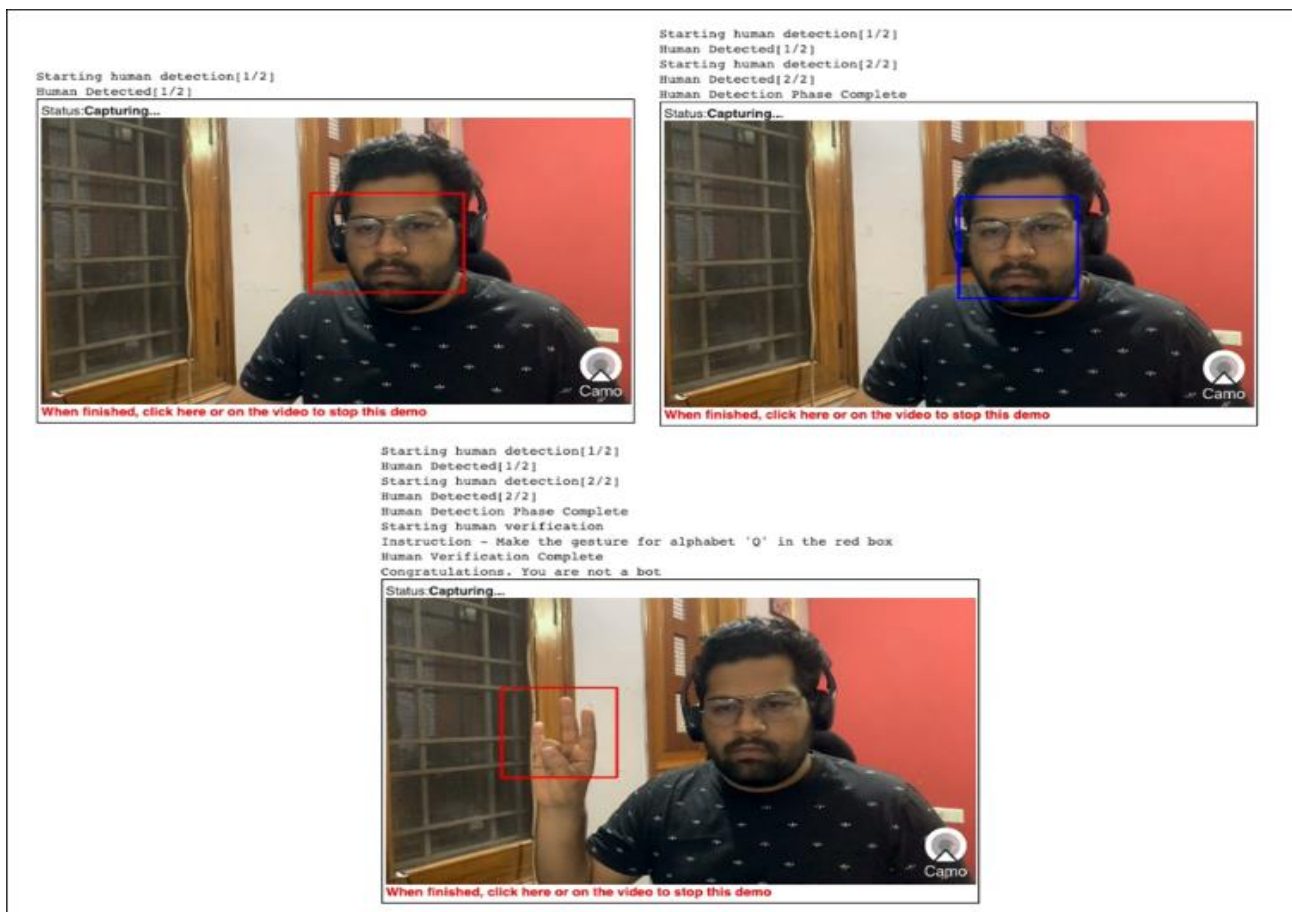 Starting human detection[1/2]
Human Detected[1/2]
Status:Capturing...
Camo
When finished, click here or on the video to stop this demo
Starting human detection[1/2]
Human Detected[1/2]
Starting human detection[2/2]
Human Detected[2/2]
Human Detection Phase Complete
Status:Capturing...
Camo
When finished, click here or on the video to stop this demo
Starting human detection[1/2]
Human Detected[1/2]
Starting human detection[2/2]
Human Detected[2/2]
Human Detection Phase Complete
Starting human verification
Instruction - Make the gesture for alphabet 'Q' in the red box
Human Verification Complete
Congratulations. You are not a bot
Status:Capturing...
Camo
When finished, click here or on the video to stop this demo